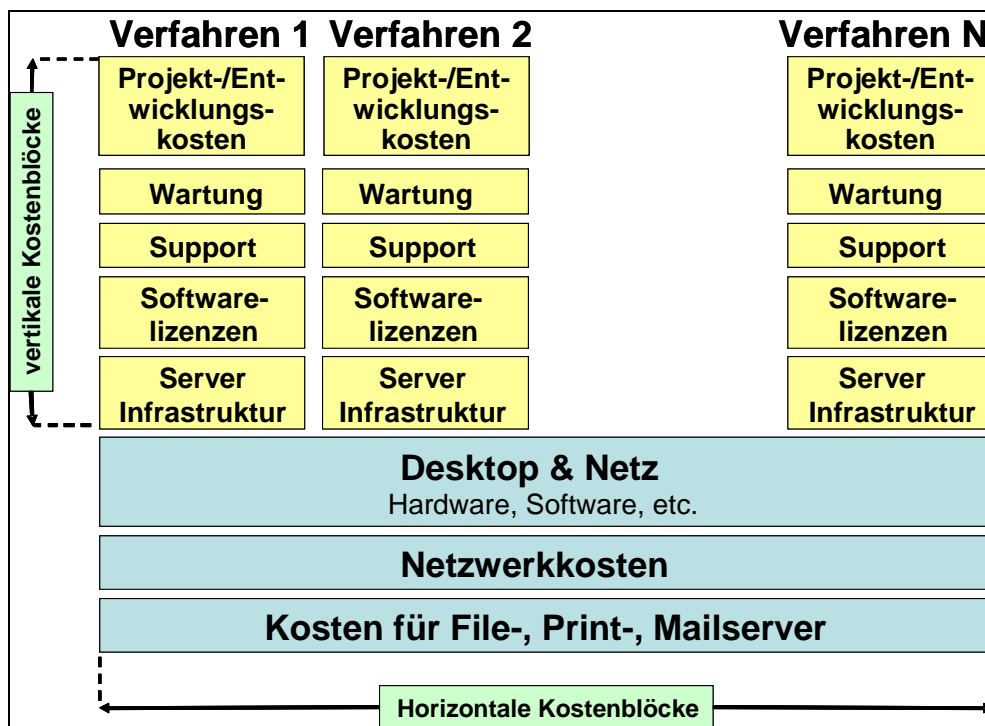 Verfahren 1 Verfahren 2 Verfahren N
vertikale Kostenblöcke
Projekt-/Ent-
wicklungs-
kosten
Wartung
Support
Software-
lizenzen
Server
Infrastruktur
Projekt-/Ent-
wicklungs-
kosten
Wartung
Support
Software-
lizenzen
Server
Infrastruktur
Projekt-/Ent-
wicklungs-
kosten
Wartung
Support
Software-
lizenzen
Server
Infrastruktur
Desktop & Netz
Hardware, Software, etc.
Netzwerkkosten
Kosten für File-, Print-, Mailserver
Horizontale Kostenblöcke